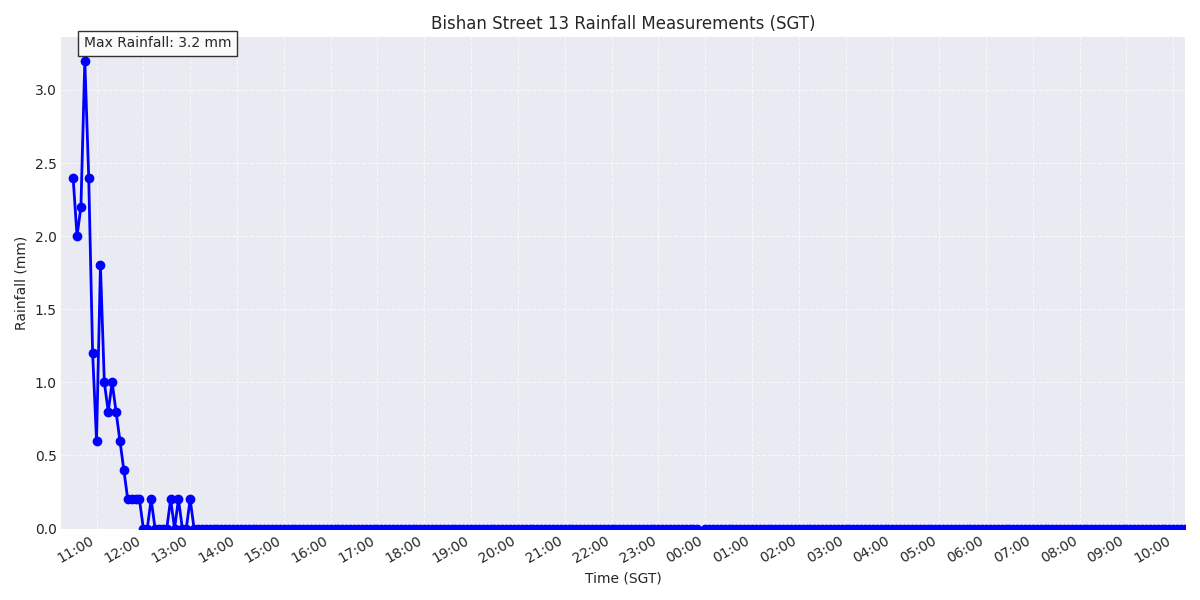 Bishan Street 13 Rainfall Measurements (SGT)
Max Rainfall: 3.2 mm
Rainfall (mm)
3.0
2.5
2.0
1.5
1.0
0.5
0.0
11:00 12:00 13:00 14:00 15:00 16:00 17:00 18:00 19:00 20:00 21:00 22:00 23:00 00:00 01:00 02:00 03:00 04:00 05:00 06:00 07:00 08:00 09:00 10:00
Time (SGT)